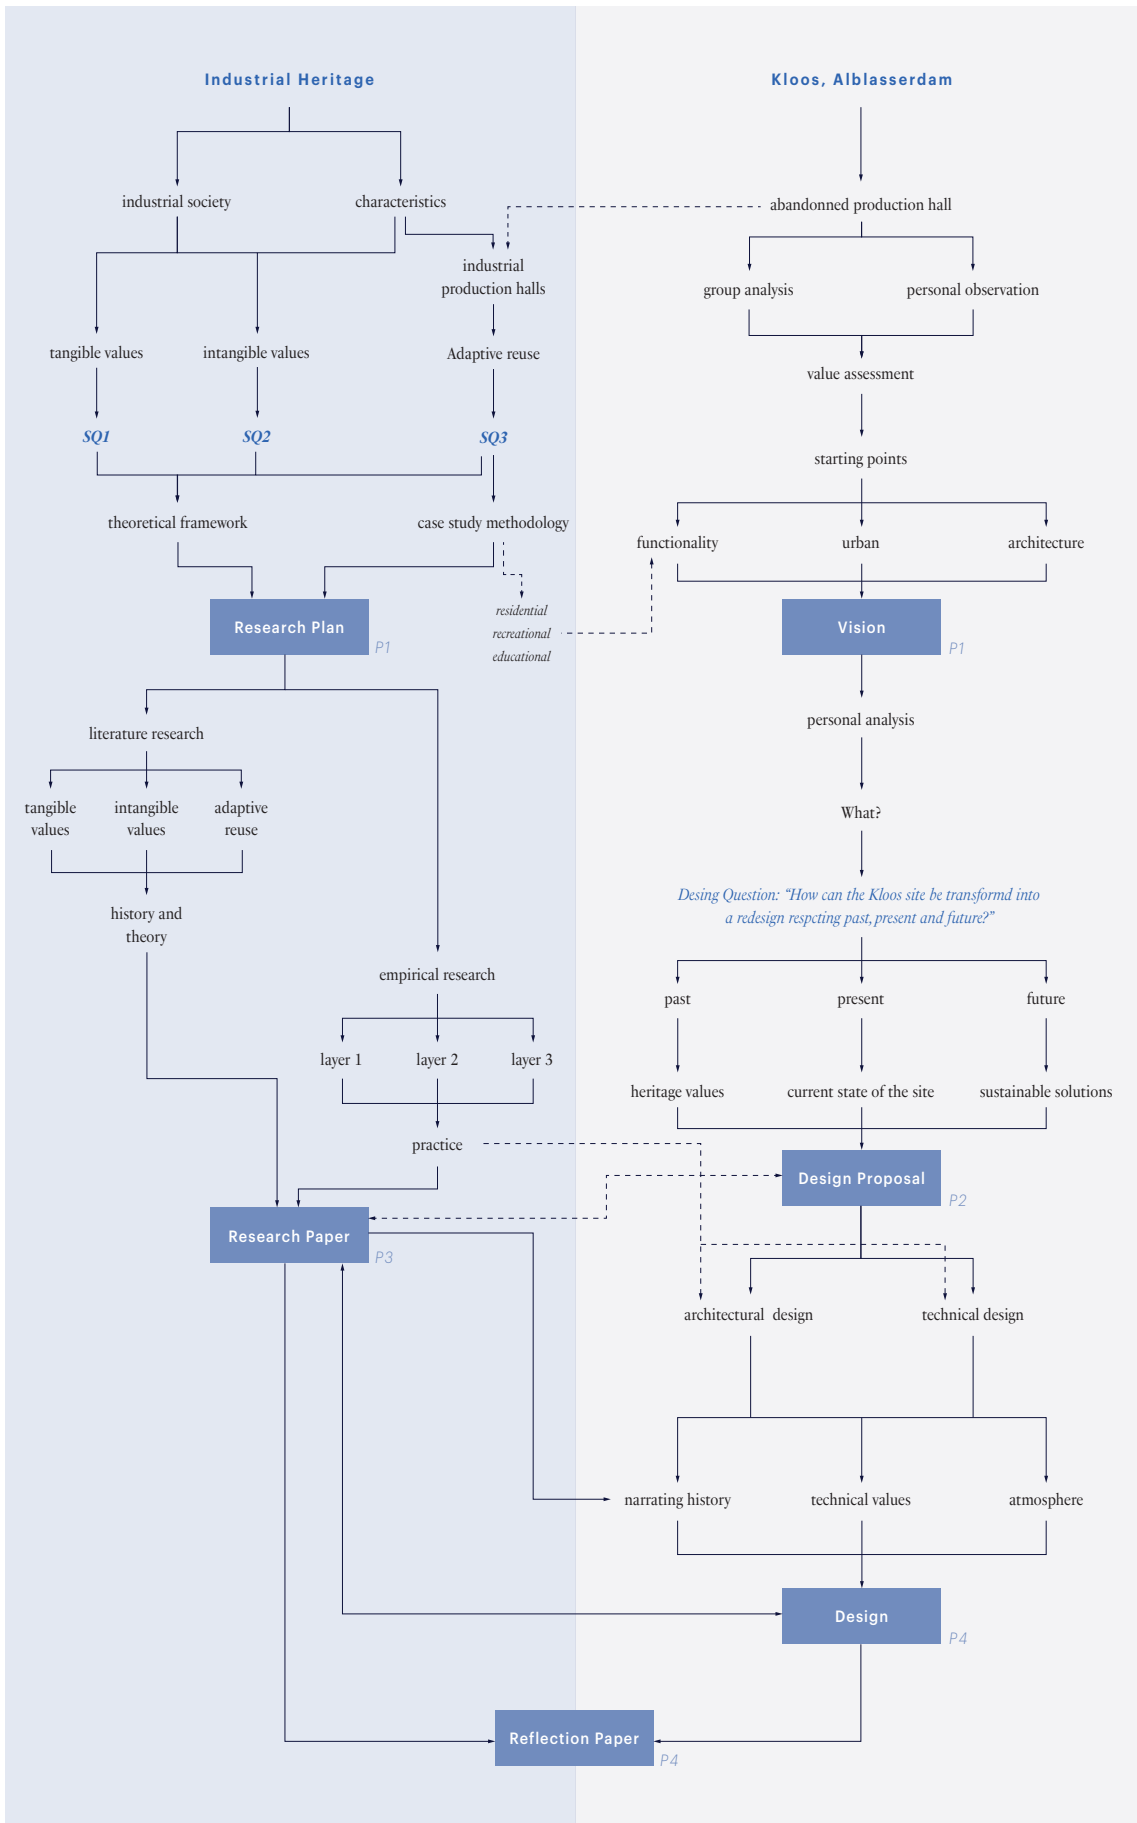 Industrial Heritage
industrial society
characteristics
industrial
production halls
tangible values
intangible values
Adaptive reuse
SQ1
SQ2
SQ3
theoretical framework
case study methodology
residential
recreational
educational
Research Plan
P1
literature research
tangible
values
intangible
values
adaptive
reuse
history and
theory
empirical research
layer 1
layer 2
layer 3
practice
Research Paper
P3
Kloos, Alblasserdam
abandonned production hall
group analysis
personal observation
value assessment
starting points
functionality
urban
architecture
Vision
P1
personal analysis
What?
Desing Question: “How can the Kloos site be transformd into
a redesign respcting past, present and future?”
past
present
future
heritage values
current state of the site
sustainable solutions
Design Proposal
P2
architectural design
technical design
narrating history
technical values
atmosphere
Design
P4
Reflection Paper
P4